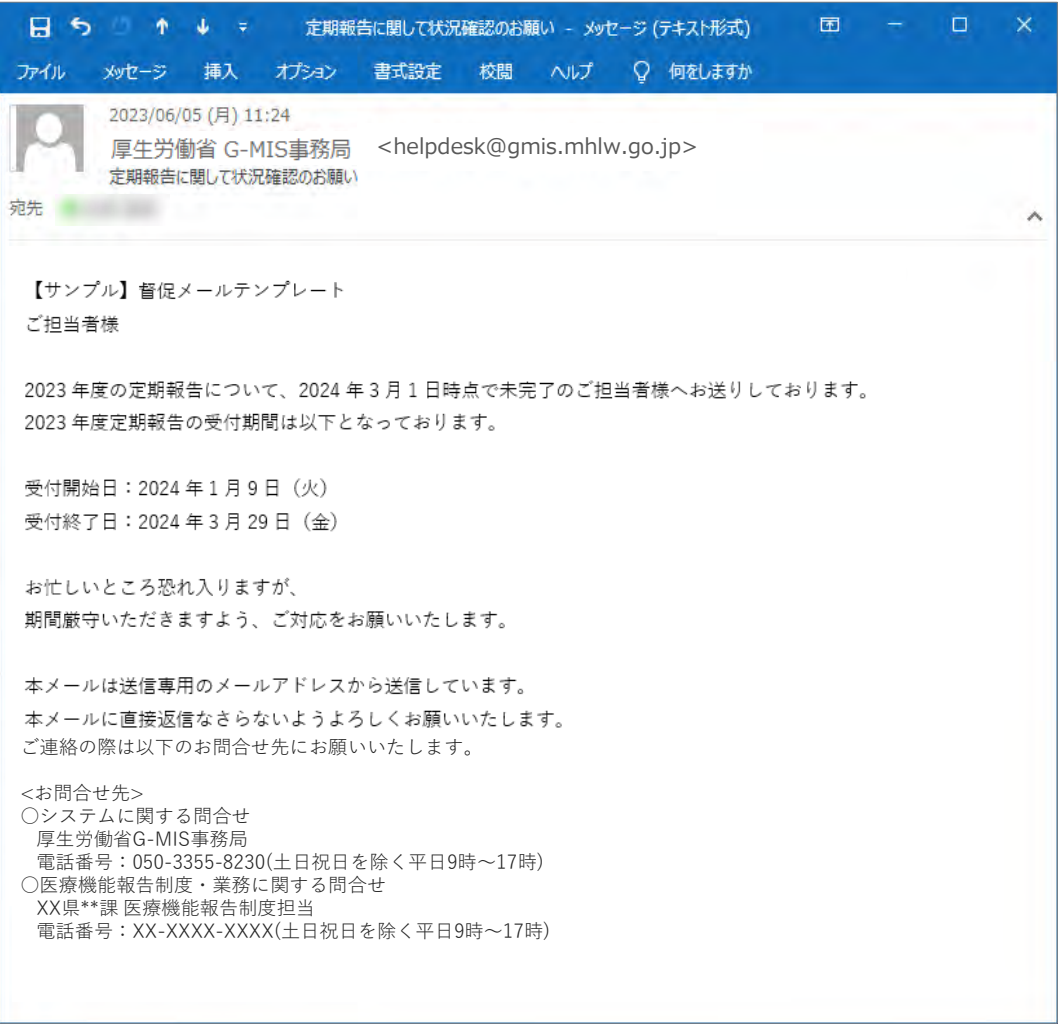 定期報告に関して状況確認のお願い - メッセージ (テキスト形式)
ファイル メッセージ 挿入 オプション 書式設定 校閲 ヘルプ 何をしますか
2023/06/05 (月) 11:24
厚生労働省 G-MIS事務局 <helpdesk@gmis.mhlw.go.jp>
定期報告に関して状況確認のお願い
宛先
【サンプル】督促メールテンプレート
ご担当者様
2023 年度の定期報告について、2024 年 3 月 1 日時点で未完了のご担当者様へお送りしております。
2023 年度定期報告の受付期間は以下となっております。
受付開始日：2024 年 1 月 9 日（火）
受付終了日：2024 年 3 月 29 日（金）
お忙しいところ恐れ入りますが、
期間厳守いただきますよう、ご対応をお願いいたします。
本メールは送信専用のメールアドレスから送信しています。
本メールに直接返信なさらないようよろしくお願いいたします。
ご連絡の際は以下のお問合せ先にお願いいたします。
<お問合せ先>
○システムに関する問合せ
厚生労働省G-MIS事務局
電話番号：050-3355-8230(土日祝日を除く平日9時～17時)
○医療機能報告制度・業務に関する問合せ
XX県**課 医療機能報告制度担当
電話番号：XX-XXXX-XXXX(土日祝日を除く平日9時～17時)